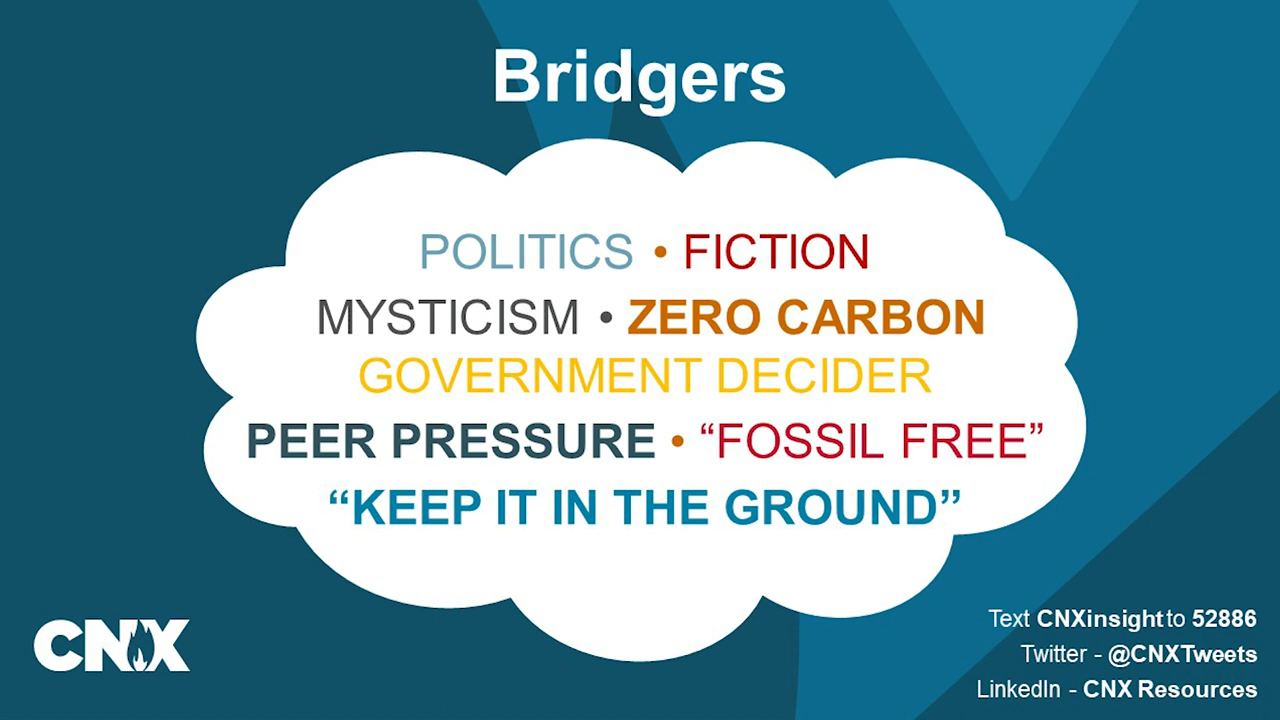 Bridgers
POLITICS • FICTION
MYSTICISM • ZERO CARBON
GOVERNMENT DECIDER
PEER PRESSURE • “FOSSIL FREE”
“KEEP IT IN THE GROUND”
CNX
Text CNXinsight to 52886
Twitter - @CNXTweets
LinkedIn - CNX Resources